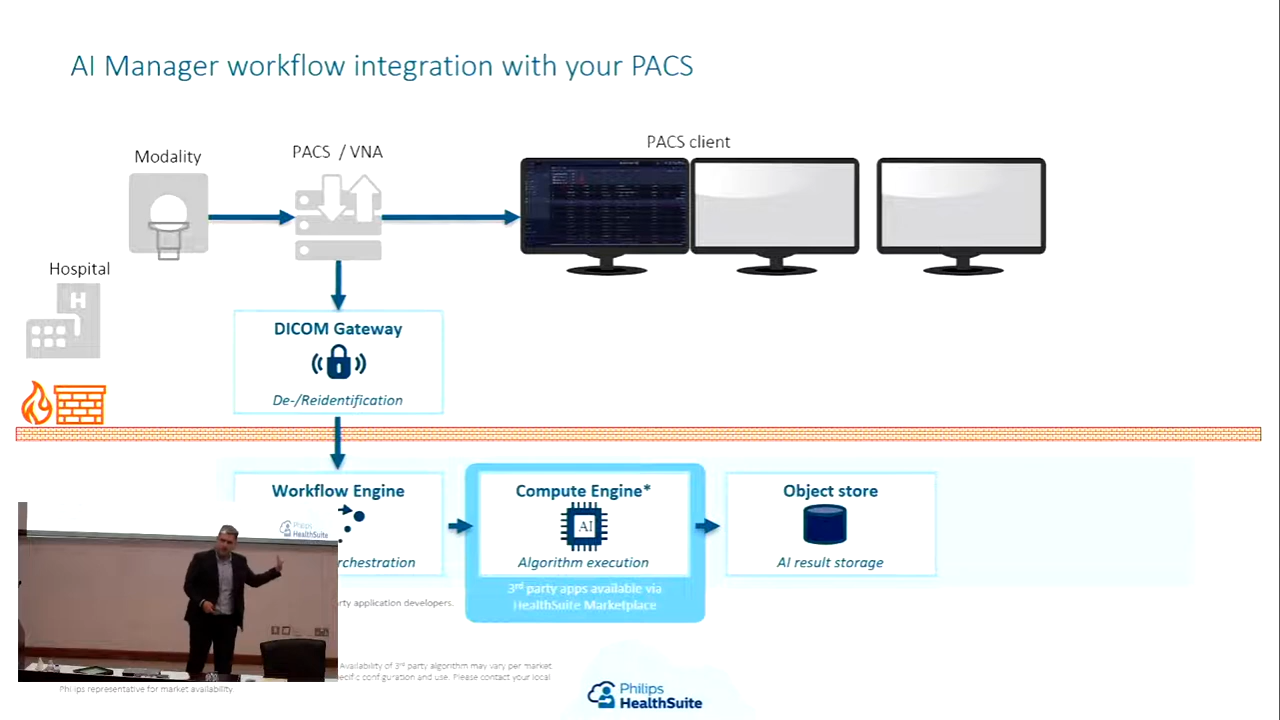 AI Manager workflow integration with your PACS
Modality
PACS / VNA
PACS client
Hospital
H
DICOM Gateway
De-/Reidentification
Workflow Engine
Compute Engine*
Object store
AI
rchestration
Algorithm execution
AI result storage
3rd party apps available via
HealthSuite Marketplace
Philips
HealthSuite
rty application developers.
Availability of 3rd party algorithm may vary per market
ecific configuration and use. Please contact your local
Philips representative for market availability.
Philips
HealthSuite